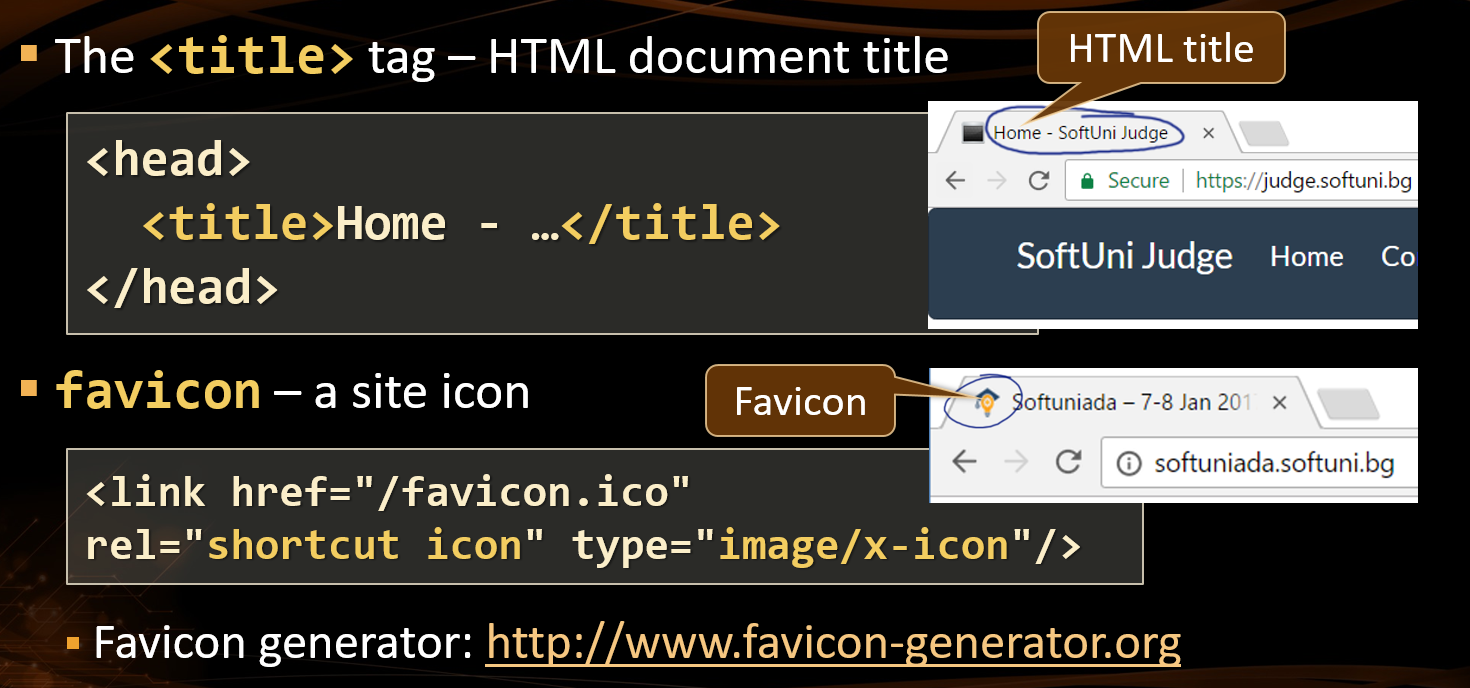 The <title> tag – HTML document title
HTML title
<head>
<title>Home - …</title>
</head>
Home - SoftUni Judge ×
Secure | https://judge.softuni.bg
SoftUni Judge Home Co
favicon – a site icon
Favicon
Softuniada – 7-8 Jan 201 ×
softuniada.softuni.bg
<link href="/favicon.ico"
rel="shortcut icon" type="image/x-icon"/>
Favicon generator: http://www.favicon-generator.org